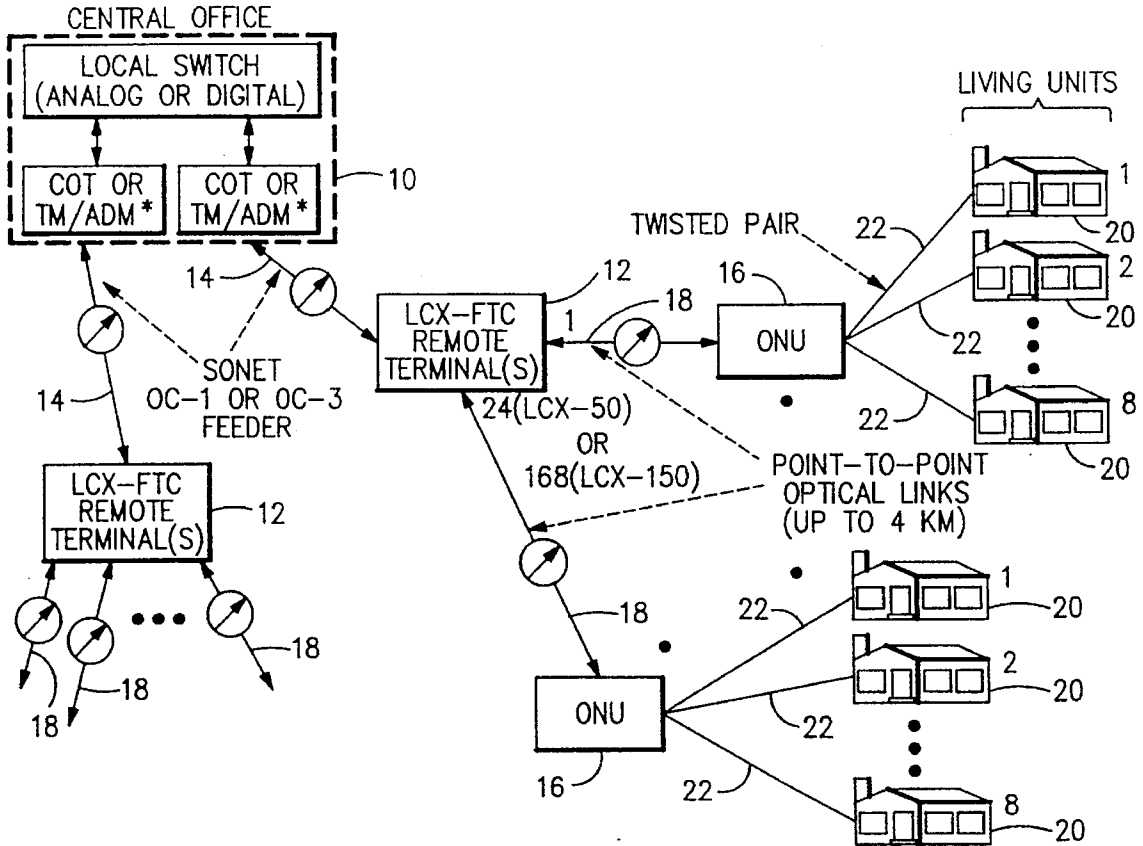 CENTRAL OFFICE
LOCAL SWITCH
(ANALOG OR DIGITAL)
COT OR
TM/ADM*
COT OR
TM/ADM*
10
14
SONET
OC-1 OR OC-3
FEEDER
14
LCX-FTC
REMOTE
TERMINAL(S)
12
18
18
18
LCX-FTC
REMOTE
TERMINAL(S)
12
1
18
24(LCX-50)
OR
168(LCX-150)
POINT-TO-POINT
OPTICAL LINKS
(UP TO 4 KM)
16
ONU
TWISTED PAIR
22
22
22
LIVING UNITS
1
20
2
20
8
20
18
ONU
16
22
22
22
1
20
2
20
8
20